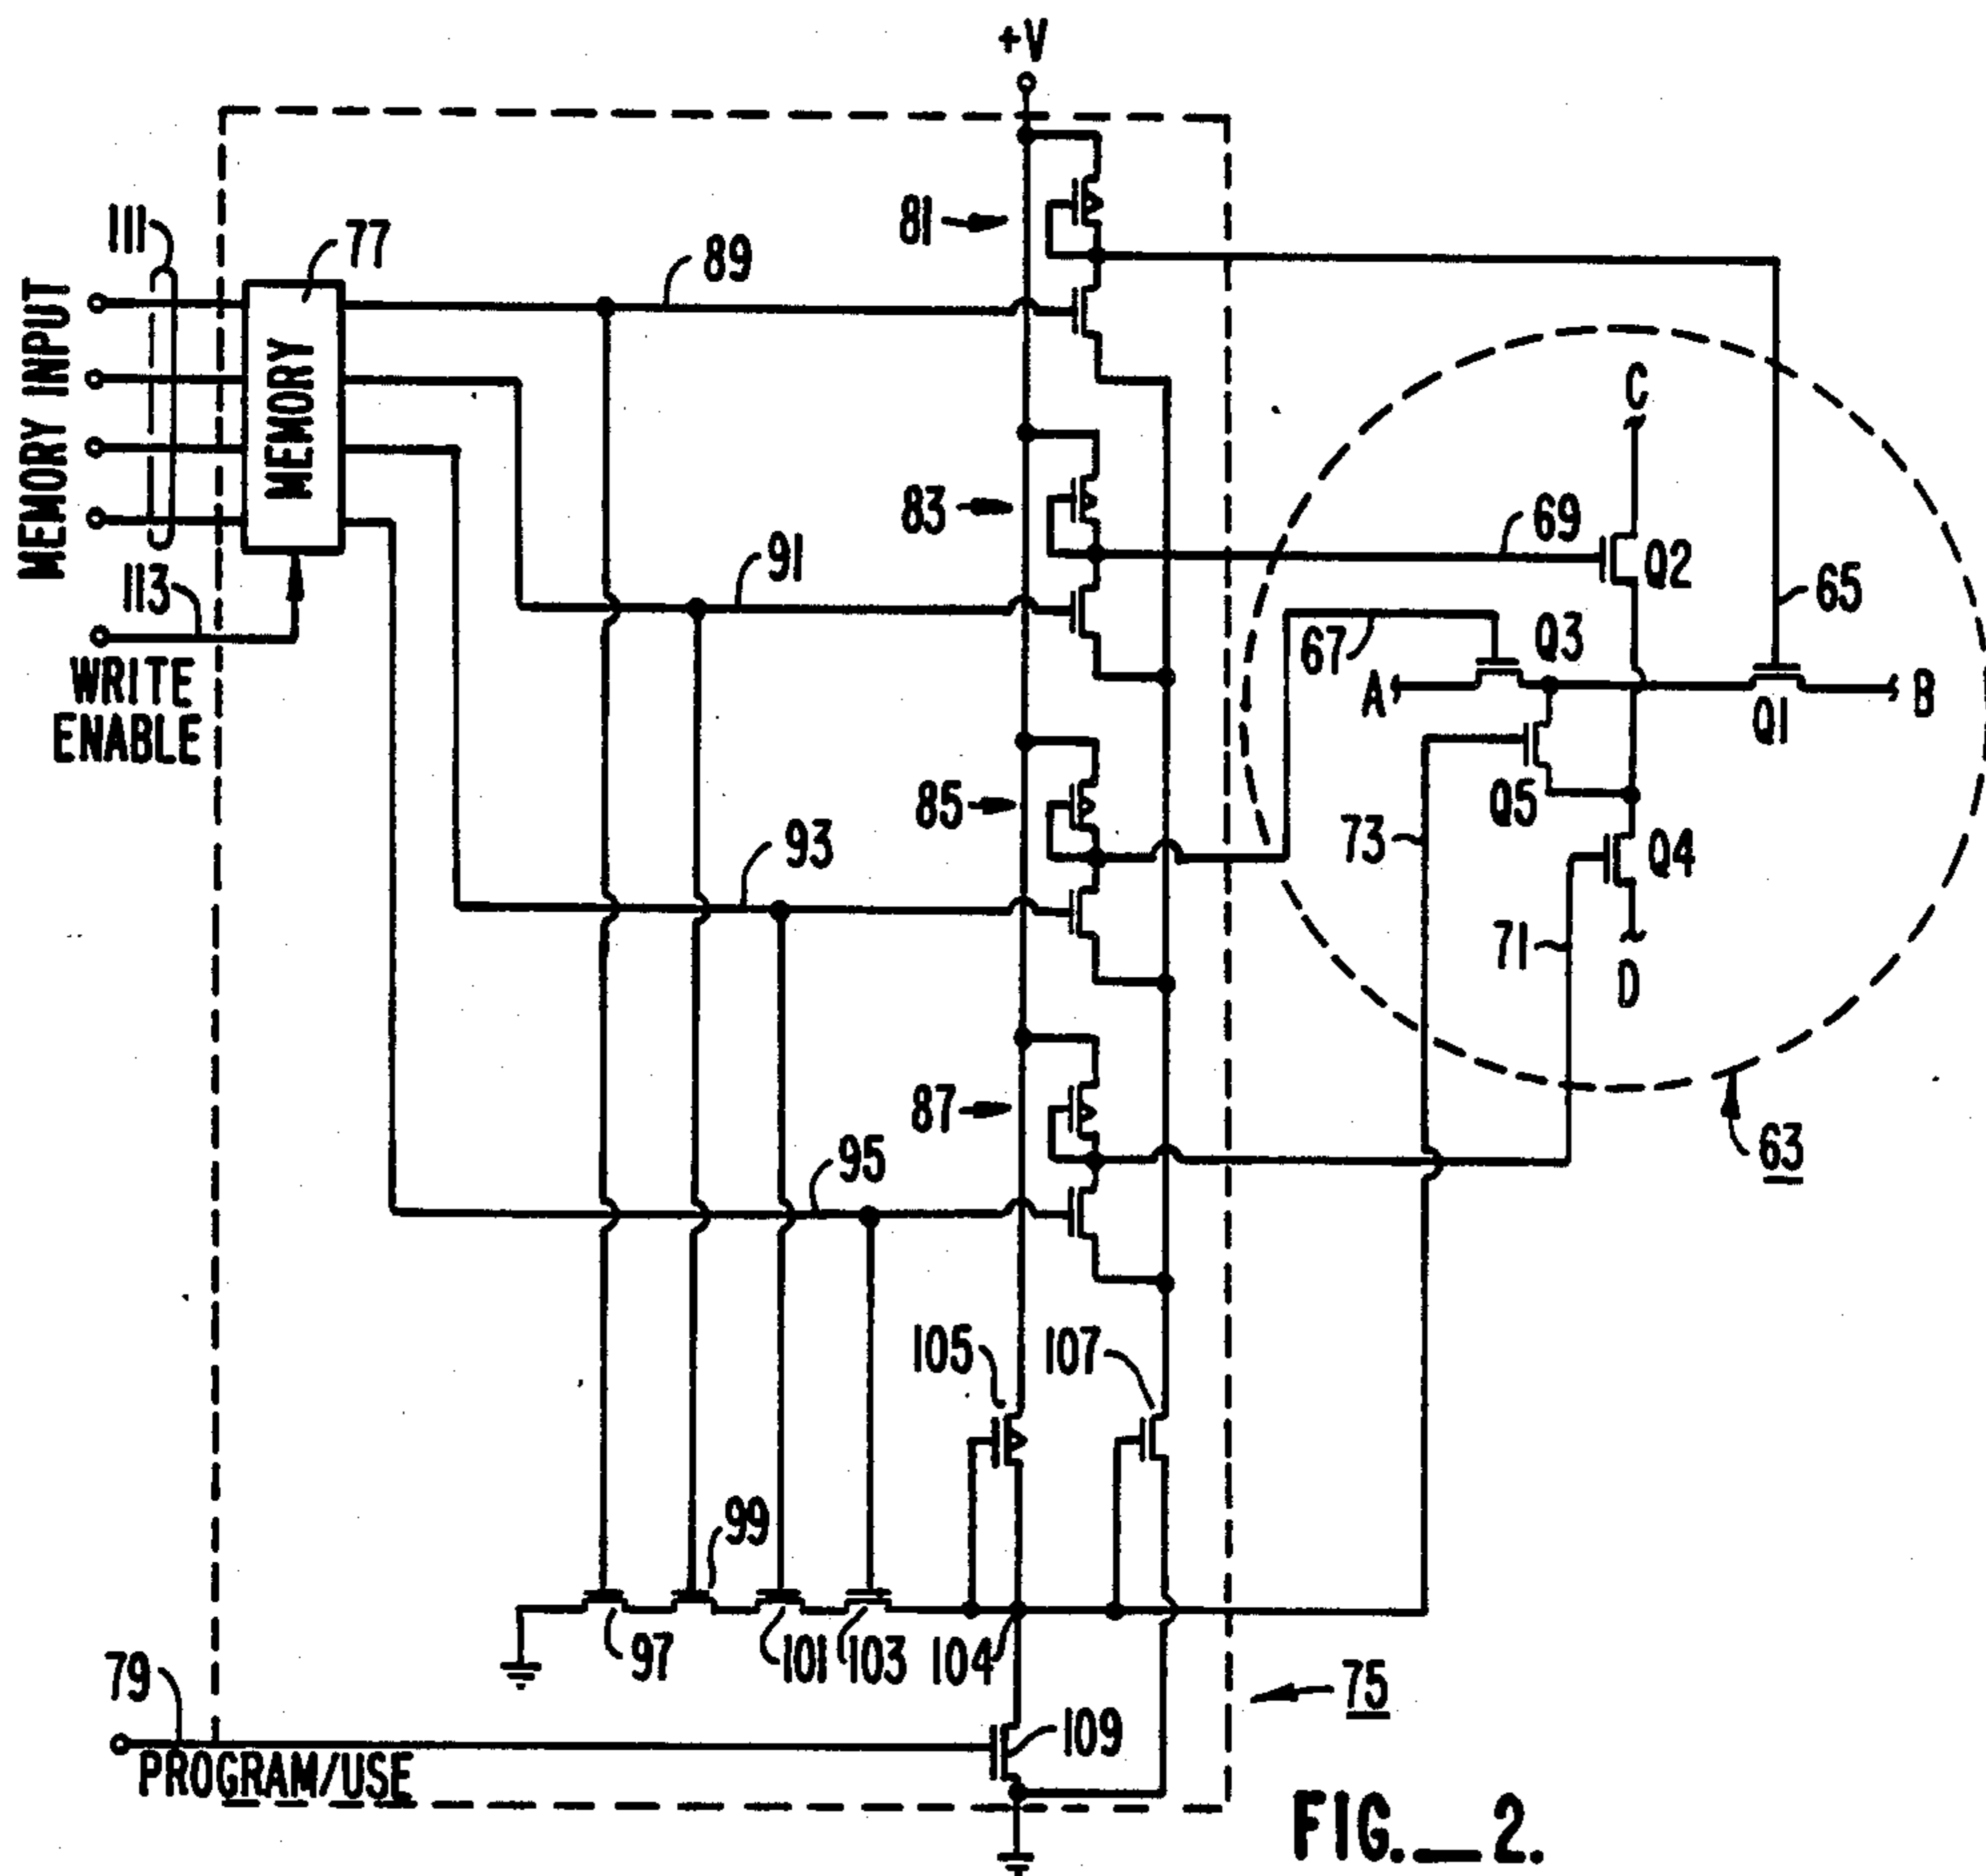 +V
111
77
81
89
MEMORY INPUT
MEMORY
C
83
69
Q2
91
65
113
67
Q3
WRITE
ENABLE
A
B
Q1
85
Q5
73
93
Q4
71
D
87
63
95
105
107
99
97
101
103
104
75
79
109
PROGRAM/USE
FIG. 2.